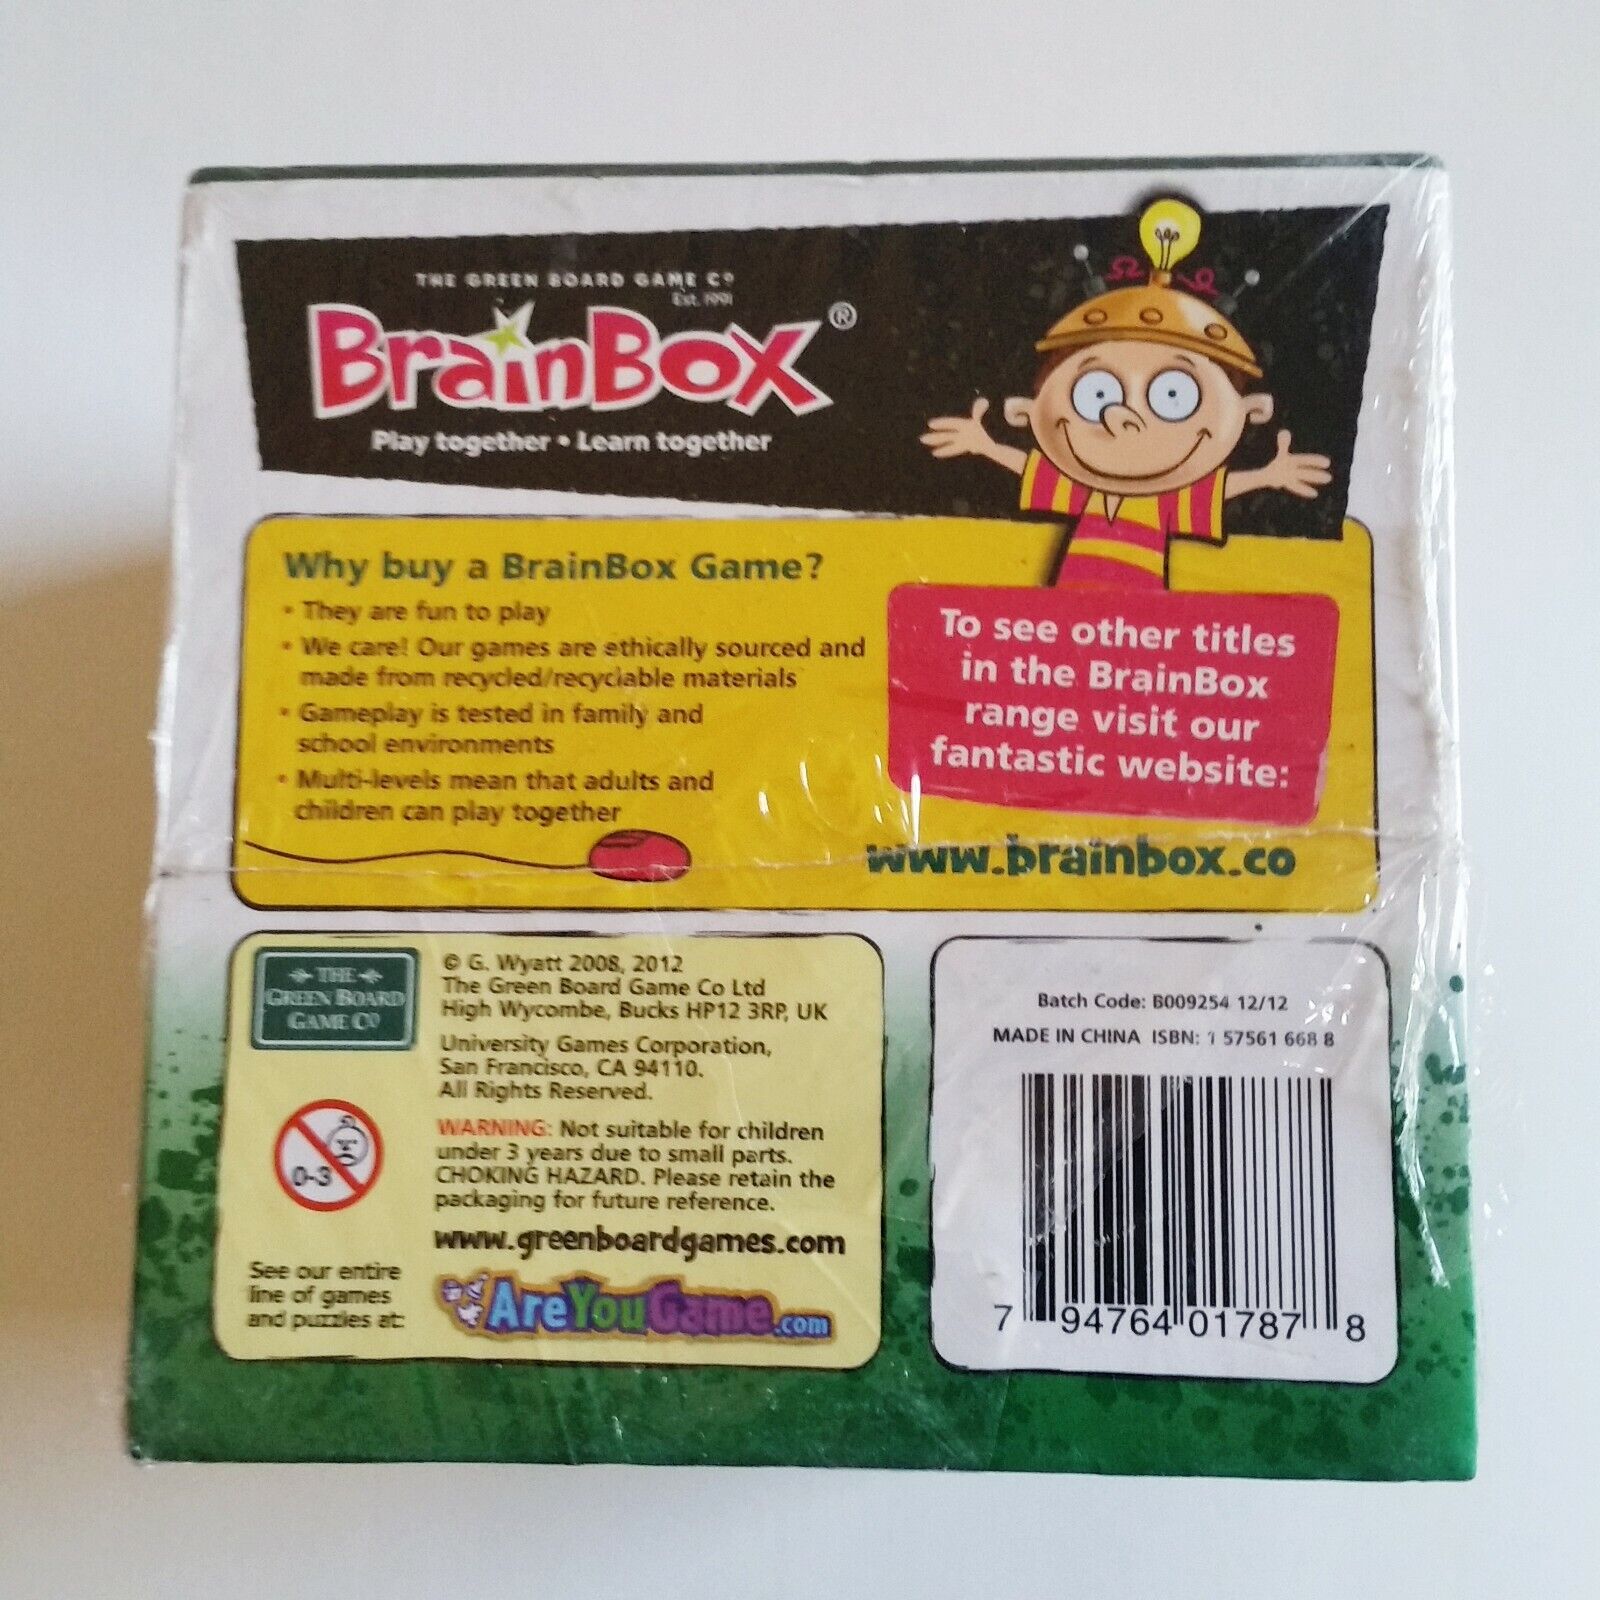 THE GREEN BOARD GAME Cº
Est. 1991
BrainBox®
Play together • Learn together
Why buy a BrainBox Game?
• They are fun to play
• We care! Our games are ethically sourced and
made from recycled/recyclable materials
• Gameplay is tested in family and
school environments
• Multi-levels mean that adults and
children can play together
To see other titles
in the BrainBox
range visit our
fantastic website:
www.brainbox.co
THE
GREEN BOARD
GAME Cº
© G. Wyatt 2008, 2012
The Green Board Game Co Ltd
High Wycombe, Bucks HP12 3RP, UK
University Games Corporation,
San Francisco, CA 94110.
All Rights Reserved.
0-3
WARNING: Not suitable for children
under 3 years due to small parts.
CHOKING HAZARD. Please retain the
packaging for future reference.
www.greenboardgames.com
See our entire
line of games
and puzzles at:
AreYouGame.com
Batch Code: B009254 12/12
MADE IN CHINA ISBN: 1 57561 668 8
7 94764 01787 8